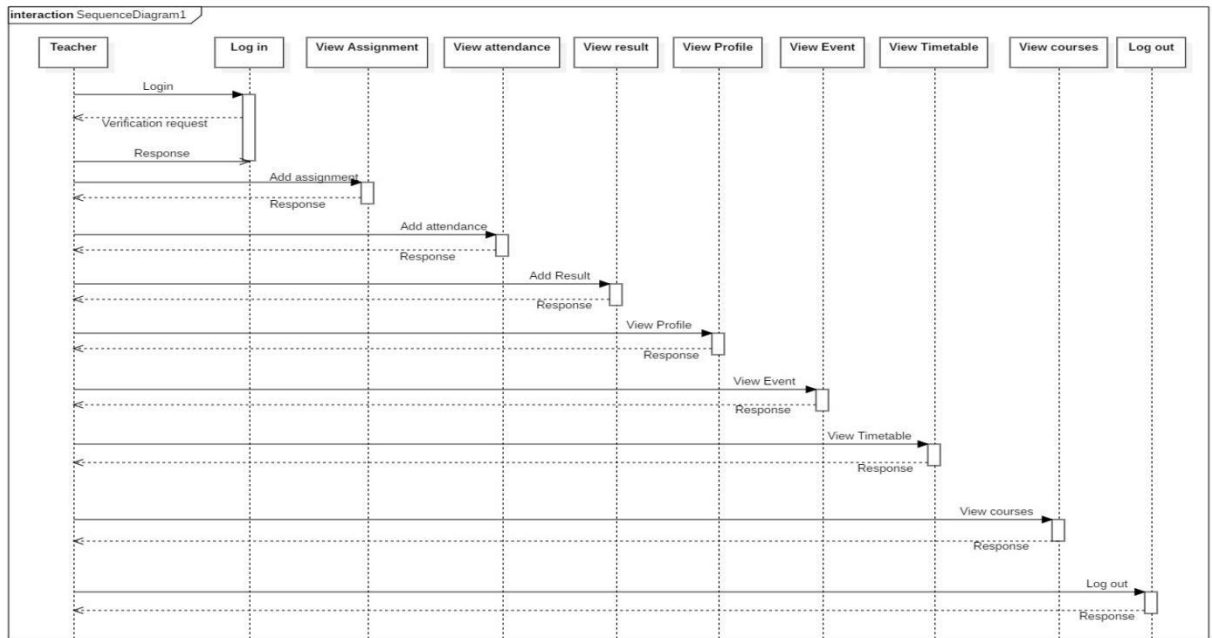 interaction SequenceDiagram1
Teacher
Log in
View Assignment
View attendance
View result
View Profile
View Event
View Timetable
View courses
Log out
Login
Verification request
Response
Add assignment
Response
Add attendance
Response
Add Result
Response
View Profile
Response
View Event
Response
View Timetable
Response
View courses
Response
Log out
Response